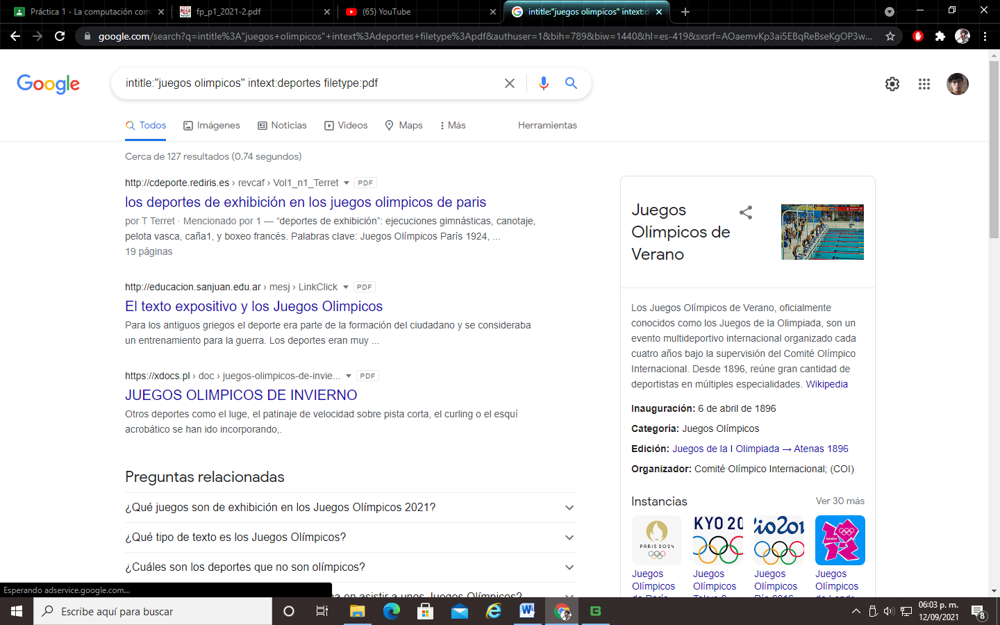 Práctica 1 - La computación com
fp_p1_2021-2.pdf
(65) YouTube
intitle:"juegos olimpicos" intext:d
google.com/search?q=intitle%3A"juegos+olimpicos"+intext%3Adeportes+filetype%3Apdf&authuser=1&bih=789&biw=1440&hl=es-419&sxsrf=AOaemvKp3ai5EBqReBseKgOP3w...
Google
intitle:"juegos olimpicos" intext:deportes filetype:pdf
Todos
Imágenes
Noticias
Videos
Maps
Más
Herramientas
Cerca de 127 resultados (0.74 segundos)
http://cdeporte.rediris.es › revcaf › Vol1_n1_Terret PDF
los deportes de exhibición en los juegos olimpicos de paris
por T Terret · Mencionado por 1 — “deportes de exhibición”: ejecuciones gimnásticas, canotaje,
pelota vasca, caña1, y boxeo francés. Palabras clave: Juegos Olímpicos París 1924, ...
19 páginas
http://educacion.sanjuan.edu.ar › mesj › LinkClick PDF
El texto expositivo y los Juegos Olimpicos
Para los antiguos griegos el deporte era parte de la formación del ciudadano y se consideraba
un entrenamiento para la guerra. Los deportes eran muy ...
https://xdocs.pl › doc › juegos-olimpicos-de-invie... PDF
JUEGOS OLIMPICOS DE INVIERNO
Otros deportes como el luge, el patinaje de velocidad sobre pista corta, el curling o el esquí
acrobático se han ido incorporando,.
Preguntas relacionadas
¿Qué juegos son de exhibición en los Juegos Olímpicos 2021?
¿Qué tipo de texto es los Juegos Olímpicos?
¿Cuáles son los deportes que no son olímpicos?
en asistir a unos Juegos Olímpicos?
Juegos
Olímpicos de
Verano
Los Juegos Olímpicos de Verano, oficialmente
conocidos como los Juegos de la Olimpiada, son un
evento multideportivo internacional organizado cada
cuatro años bajo la supervisión del Comité Olímpico
Internacional. Desde 1896, reúne gran cantidad de
deportistas en múltiples especialidades. Wikipedia
Inauguración: 6 de abril de 1896
Categoría: Juegos Olímpicos
Edición: Juegos de la I Olimpiada → Atenas 1896
Organizador: Comité Olímpico Internacional; (COI)
Instancias
Ver 30 más
PARIS 2024
KYO 20
Rio201
London
Juegos
Olímpicos
de París
Juegos
Olímpicos
Tokyo 2
Juegos
Olímpicos
Río 2016
Juegos
Olímpicos
de Londr
Esperando adservice.google.com...
Escribe aquí para buscar
06:03 p. m.
12/09/2021
8